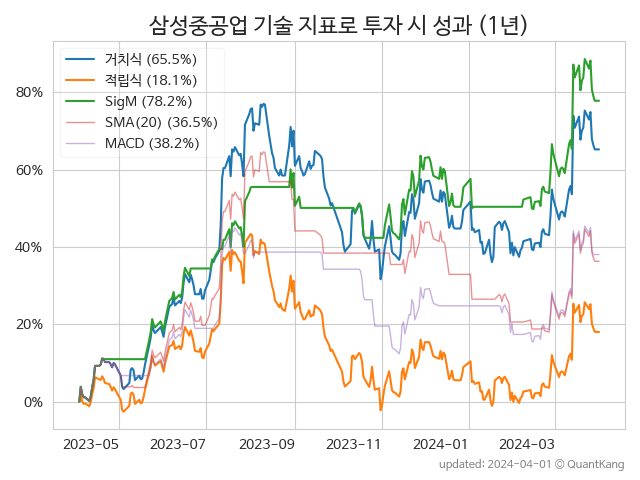 삼성중공업 기술 지표로 투자 시 성과 (1년)
거치식 (65.5%)
적립식 (18.1%)
SigM (78.2%)
SMA(20) (36.5%)
MACD (38.2%)
80%
60%
40%
20%
0%
2023-05 2023-07 2023-09 2023-11 2024-01 2024-03
updated: 2024-04-01 © QuantKang